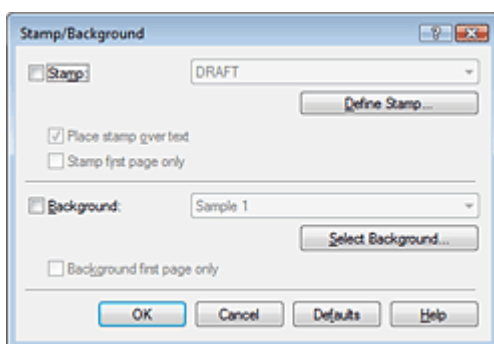 Stamp/Background
Stamp: DRAFT
Define Stamp...
Place stamp over text
Stamp first page only
Background: Sample 1
Select Background...
Background first page only
OK Cancel Defaults Help